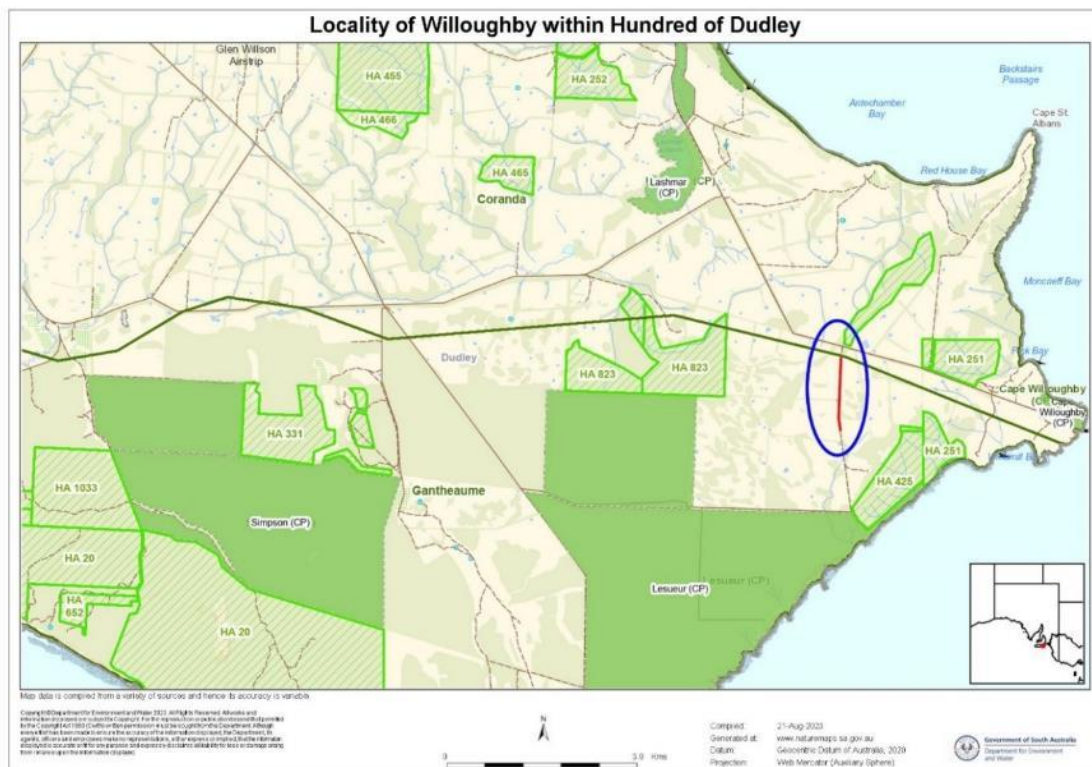 Locality of Willoughby within Hundred of Dudley
Glen Willson
Airstrip
HA 455
HA 252
Backstairs
Passage
HA 466
Antechamber
Bay
Cape St.
Albans
HA 465
Lashmar (CP)
(CP)
Red House Bay
Coranda
Moncrieff Bay
Dudley
HA 823
HA 823
HA 251
Cape Willoughby
Willoughby
(CP)
HA 331
HA 251
HA 425
HA 1033
Gantheaume
Simpson (CP)
HA 20
Lesueur (CP)
Lesueur (CP)
HA
652
HA 20
Map data is compiled from a variety of sources and hence its accuracy is variable.
N
0
3.0 Kms
Compiled: 21-Aug-2023
Generated at: www.naturemaps.sa.gov.au
Datum: Geocentric Datum of Australia, 2020
Projection: Web Mercator (Auxiliary Sphere)
Government of South Australia
Department for Environment
and Water